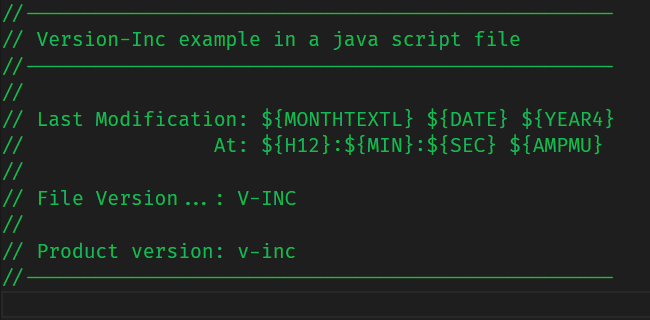 //--------------------------------------------------
// Version-Inc example in a java script file
//--------------------------------------------------
//
// Last Modification: ${MONTHTEXTL} ${DATE} ${YEAR4}
//                At: ${H12}:${MIN}:${SEC} ${AMPMU}
//
// File Version...: V-INC
//
// Product version: v-inc
//--------------------------------------------------